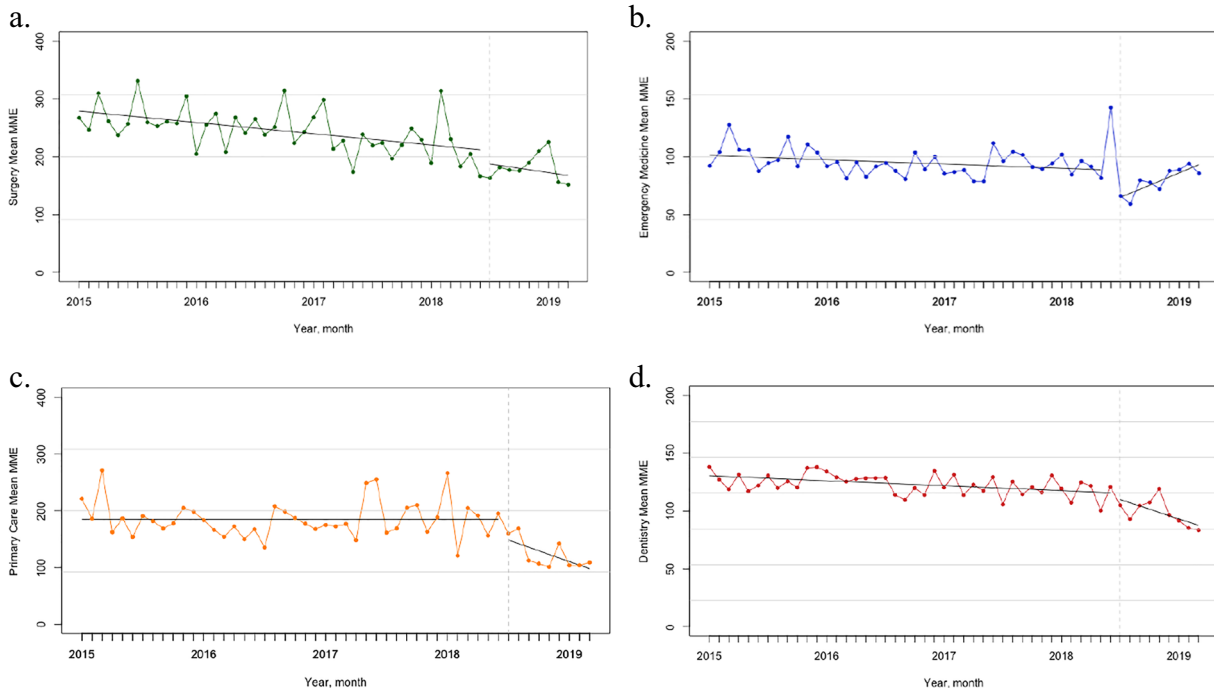 a.
Surgery Mean MME
400
300
200
100
0
2015 2016 2017 2018 2019
Year, month
b.
Emergency Medicine Mean MME
200
150
100
50
0
2015 2016 2017 2018 2019
Year, month
c.
Primary Care Mean MME
400
300
200
100
0
2015 2016 2017 2018 2019
Year, month
d.
Dentistry Mean MME
200
150
100
50
0
2015 2016 2017 2018 2019
Year, month